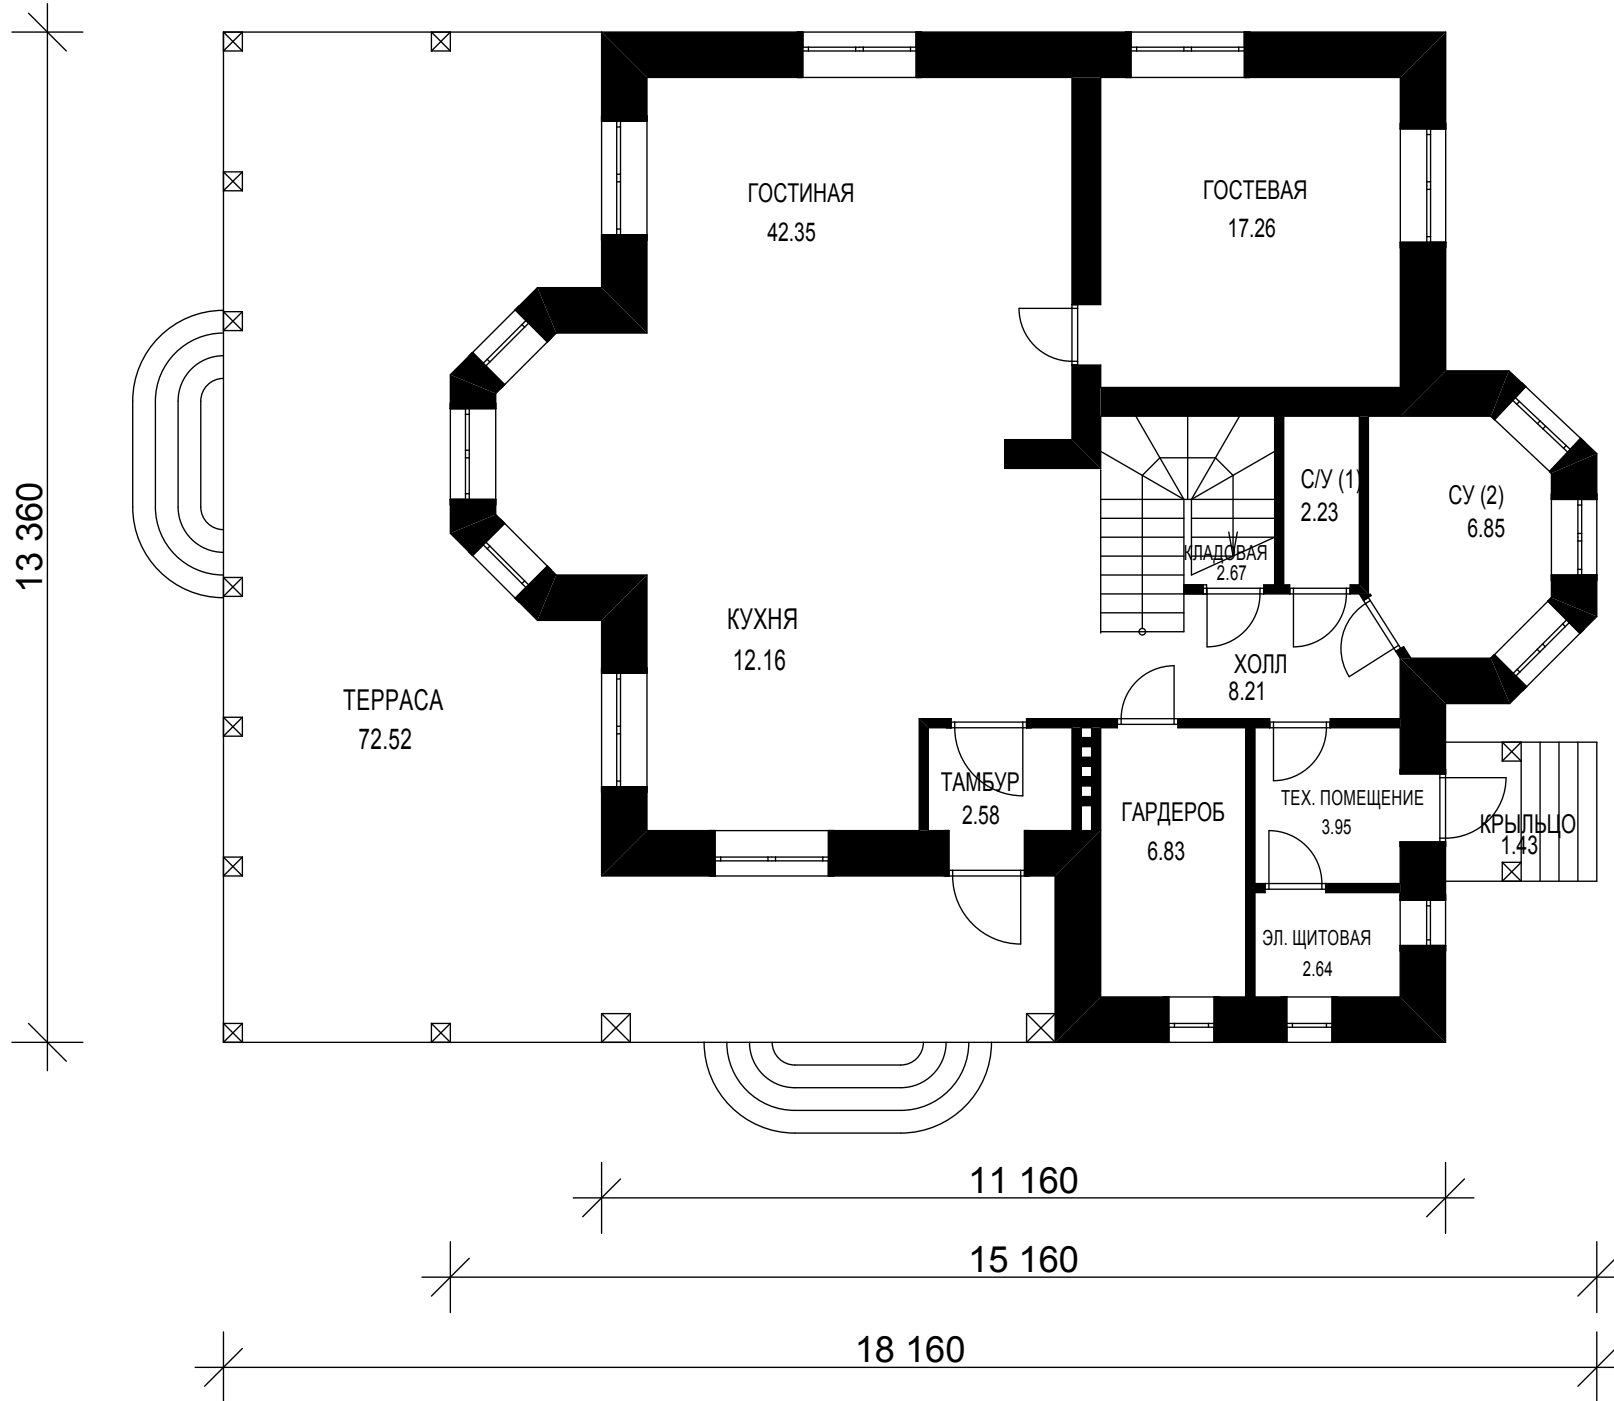 ГОСТИНАЯ
42.35
ГОСТЕВАЯ
17.26
С/У (1)
2.23
СУ (2)
6.85
КЛАДОВАЯ
2.67
13 360
КУХНЯ
12.16
ХОЛЛ
8.21
ТЕРРАСА
72.52
ТАМБУР
2.58
ГАРДЕРОБ
6.83
ТЕХ. ПОМЕЩЕНИЕ
3.95
КРЫЛЬЦО
1.43
ЭЛ. ЩИТОВАЯ
2.64
11 160
15 160
18 160